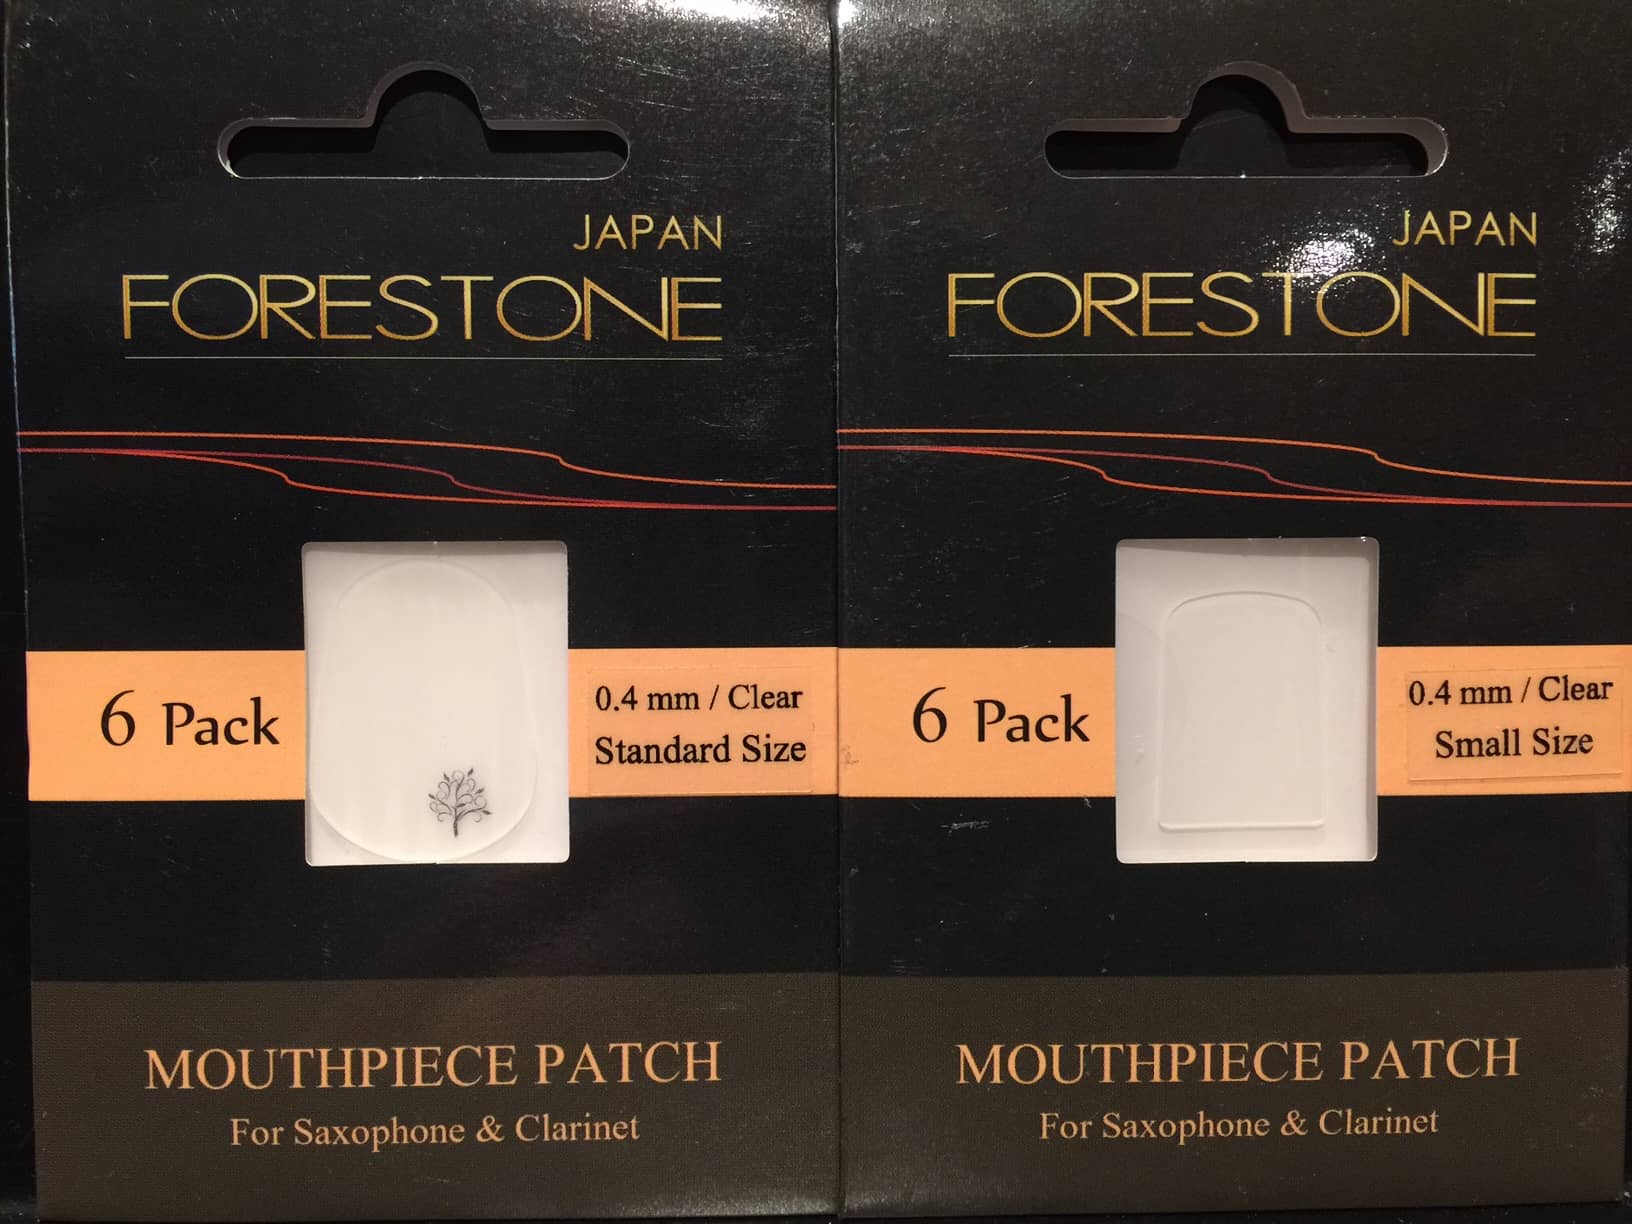 JAPAN
FORESTONE
6 Pack
0.4 mm / Clear
Standard Size
MOUTHPIECE PATCH
For Saxophone & Clarinet
JAPAN
FORESTONE
6 Pack
0.4 mm / Clear
Small Size
MOUTHPIECE PATCH
For Saxophone & Clarinet